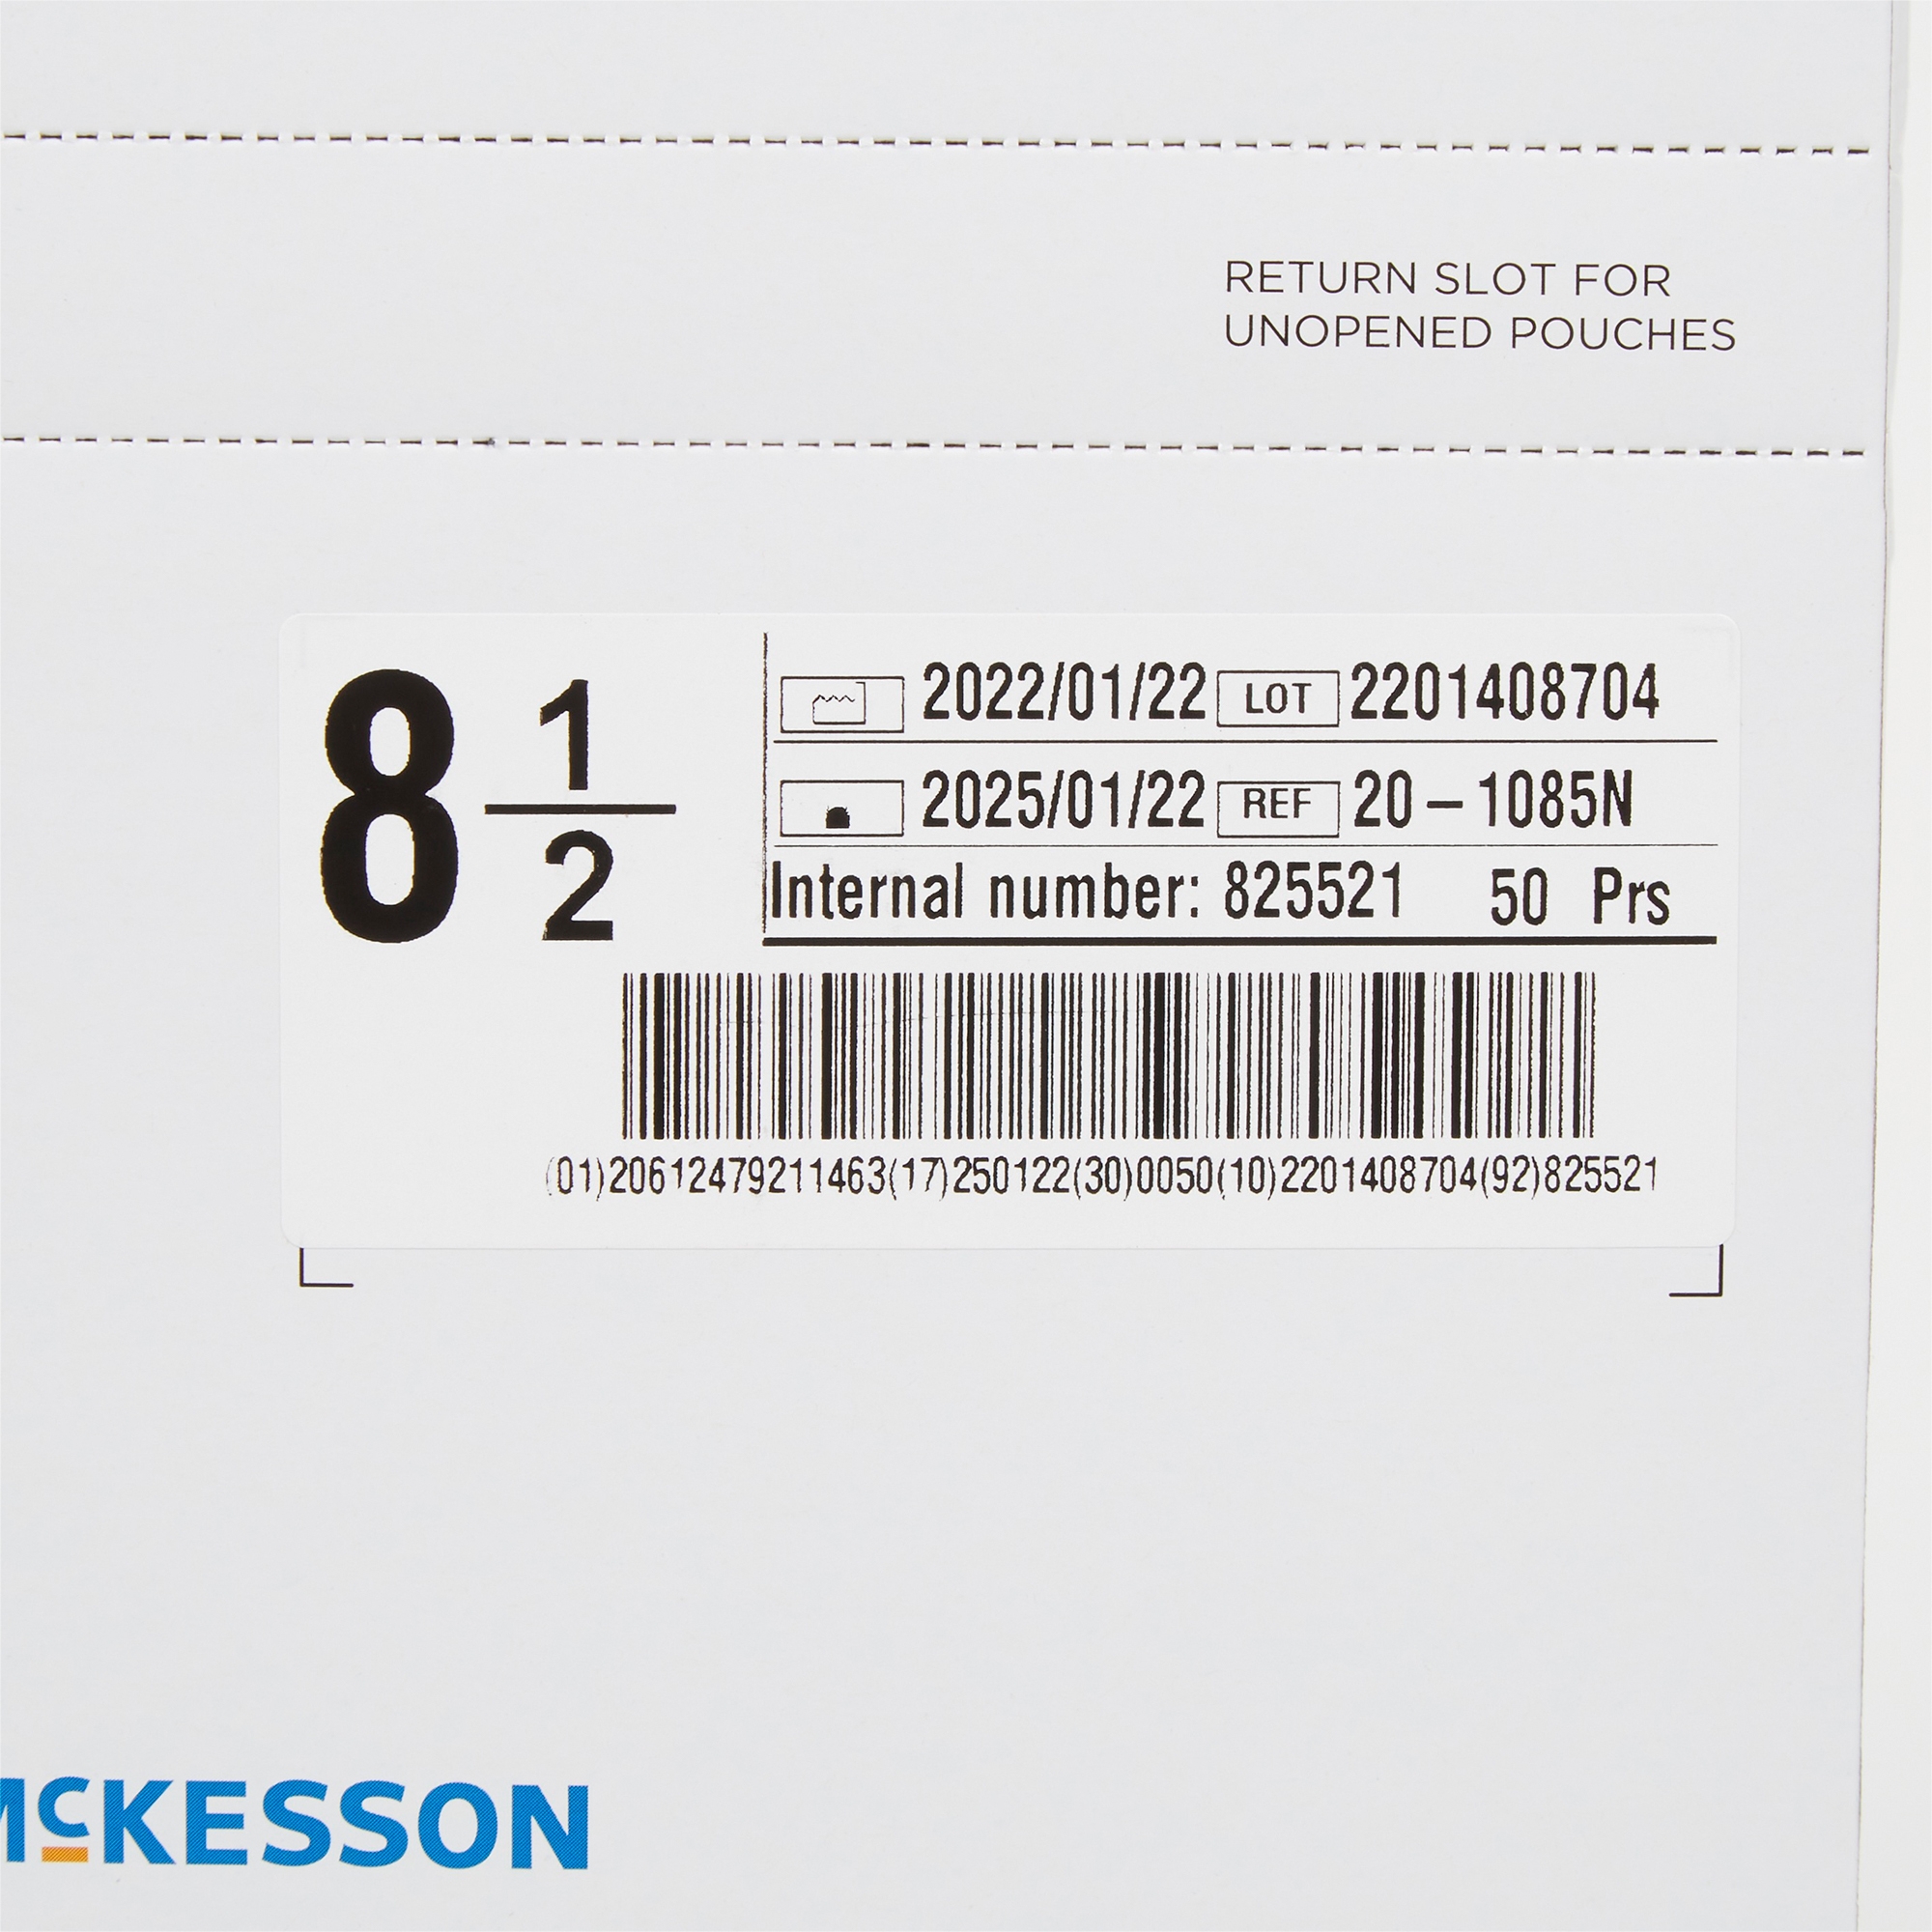 RETURN SLOT FOR
UNOPENED POUCHES
8 1/2
2022/01/22 LOT 2201408704
2025/01/22 REF 20-1085N
Internal number: 825521 50 Prs
(01)20612479211463(17)250122(30)0050(10)2201408704(92)825521
McKESSON